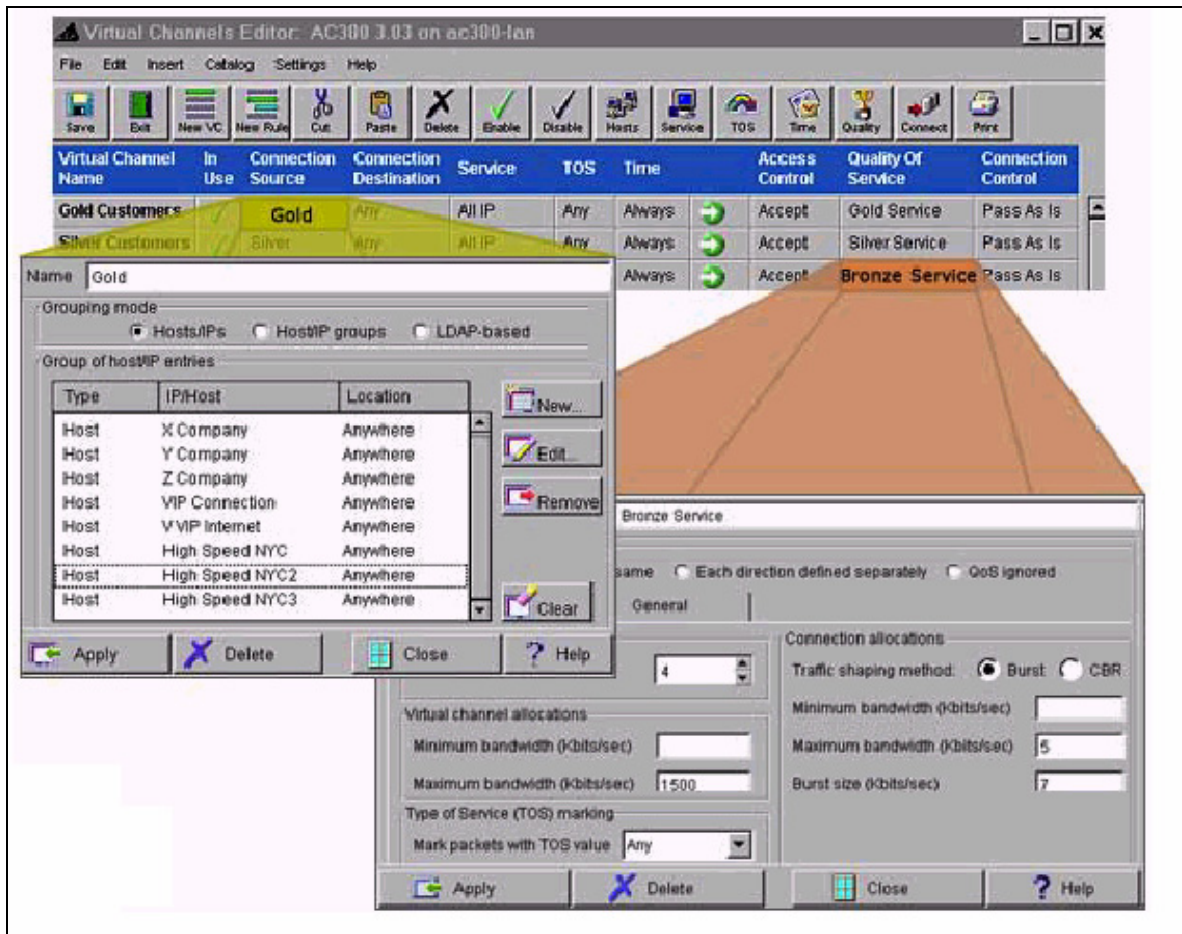 Virtual Channels Editor: AC300 3.03 on ac300-lan
File Edit Insert Catalog Settings Help
Save Exit New VC New Rule Cut Paste Delete Enable Disable Hosts Service TOS Time Quality Connect Print
Virtual Channel Name In Use Connection Source Connection Destination Service TOS Time Access Control Quality Of Service Connection Control
Gold Customers Gold Any All IP Any Always Accept Gold Service Pass As Is
Silver Customers Silver Any All IP Any Always Accept Silver Service Pass As Is
Always Accept Bronze Service Pass As Is
Name Gold
Grouping mode
Hosts/IPs Host/IP groups LDAP-based
Group of host/IP entries
Type IP/Host Location
Host X Company Anywhere
Host Y Company Anywhere
Host Z Company Anywhere
Host VIP Connection Anywhere
Host VVIP Internet Anywhere
Host High Speed NYC Anywhere
Host High Speed NYC2 Anywhere
Host High Speed NYC3 Anywhere
New...
Edit...
Remove
Clear
Apply Delete Close Help
Bronze Service
same Each direction defined separately QoS ignored
General
4
Virtual channel allocations
Minimum bandwidth (Kbits/sec)
Maximum bandwidth (Kbits/sec) 1500
Type of Service (TOS) marking
Mark packets with TOS value Any
Connection allocations
Traffic shaping method: Burst CBR
Minimum bandwidth (Kbits/sec)
Maximum bandwidth (Kbits/sec) 5
Burst size (Kbits/sec) 7
Apply Delete Close Help